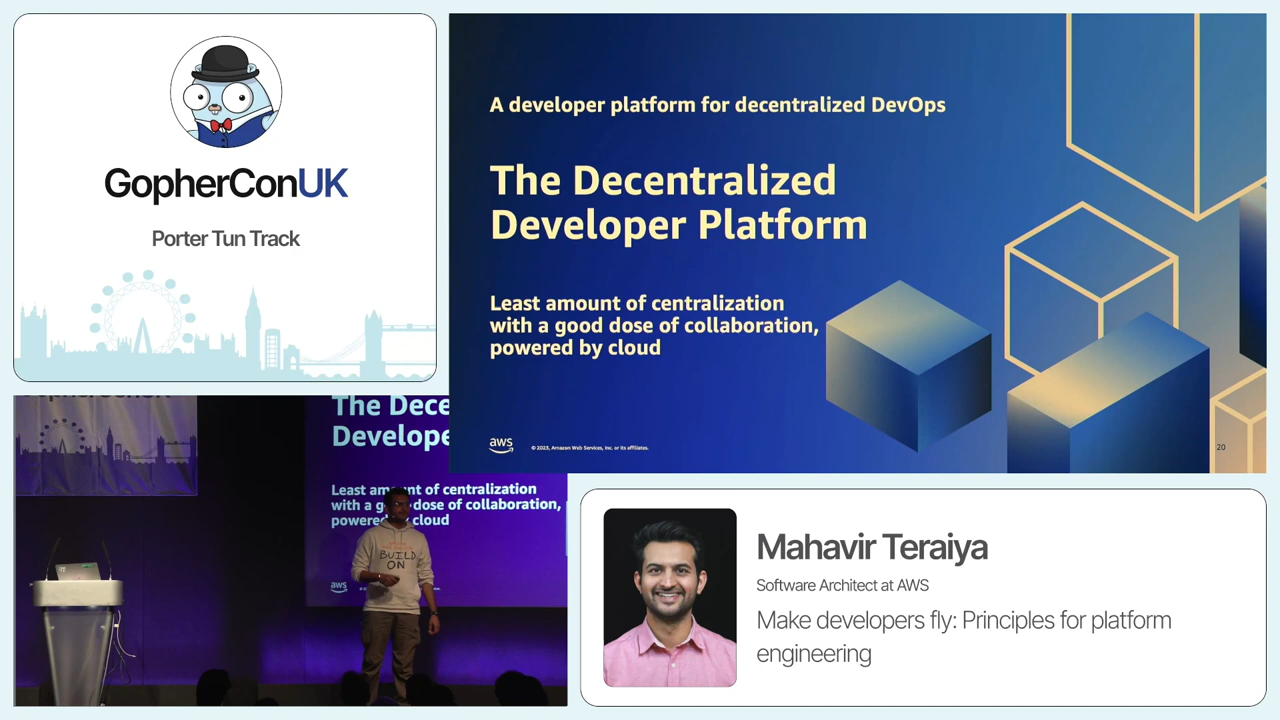 GopherConUK
Porter Tun Track
A developer platform for decentralized DevOps
The Decentralized
Developer Platform
Least amount of centralization
with a good dose of collaboration,
powered by cloud
aws
© 2023, Amazon Web Services, Inc. or its affiliates.
20
The Dece
Develope
Least am nt of centralization
with a g dose of collaboration,
powered cloud
aws
BUILD
ON
Mahavir Teraiya
Software Architect at AWS
Make developers fly: Principles for platform
engineering